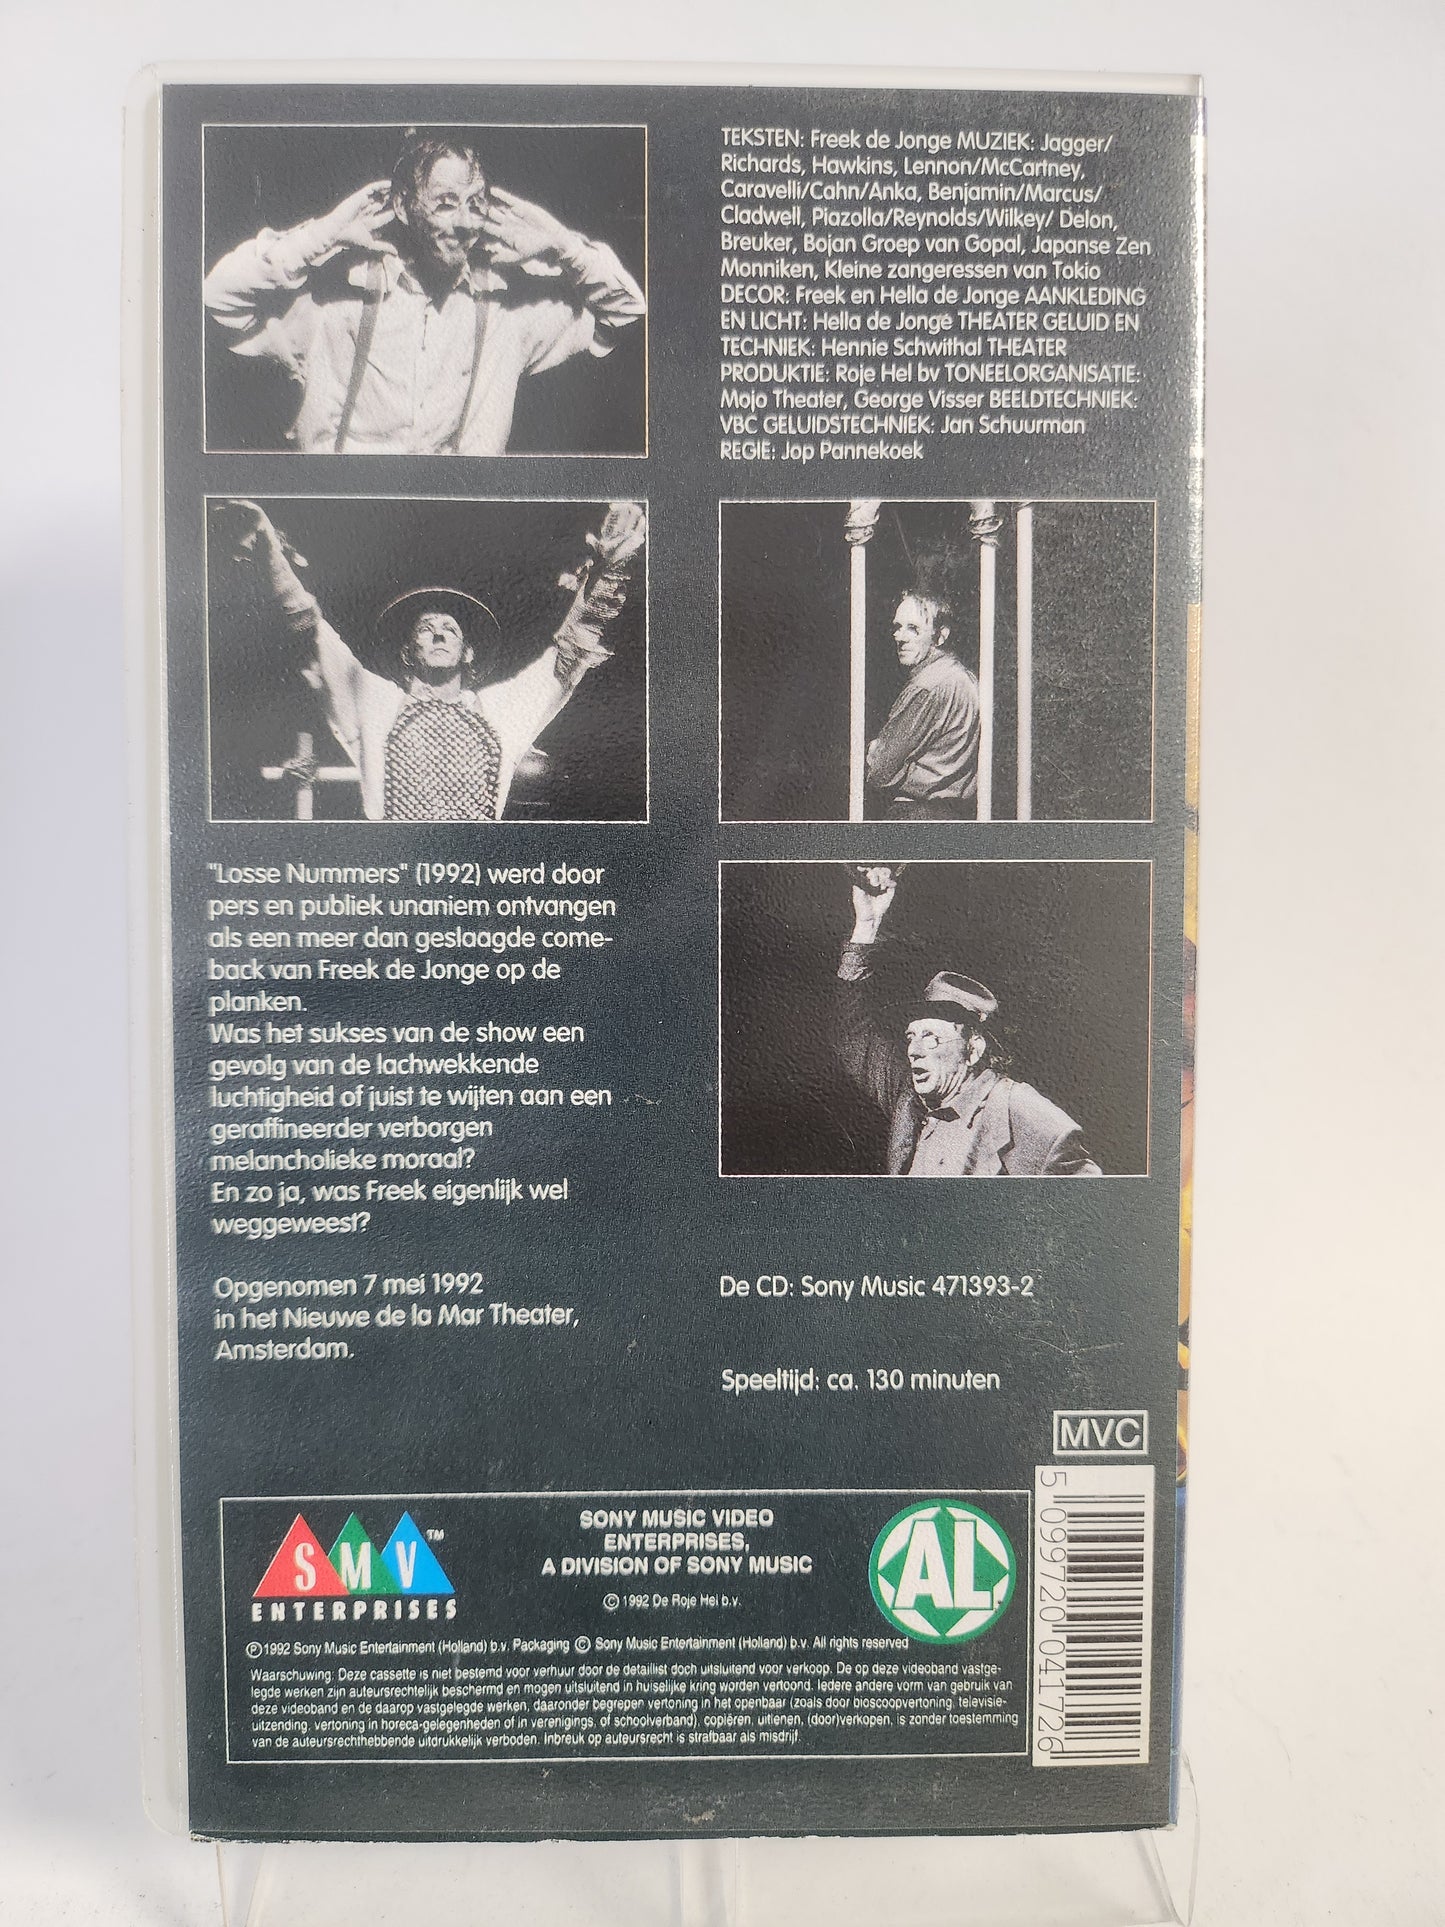 TEKSTEN: Freek de Jonge MUZIEK: Jagger/
Richards, Hawkins, Lennon/McCartney,
Caravelli/Cahn/Anka, Benjamin/Marcus/
Cladwell, Piazolla/Reynolds/Wilkey/ Delon,
Breuker, Bojan Groep van Gopal, Japanse Zen
Monniken, Kleine zangeressen van Tokio
DECOR: Freek en Hella de Jonge AANKLEDING
EN LICHT: Hella de Jonge THEATER GELUID EN
TECHNIEK: Hennie Schwithal THEATER
PRODUKTIE: Roje Hel bv TONEELORGANISATIE:
Mojo Theater, George Visser BEELDTECHNIEK:
VBC GELUIDSTECHNIEK: Jan Schuurman
REGIE: Jop Pannekoek
"Losse Nummers" (1992) werd door
pers en publiek unaniem ontvangen
als een meer dan geslaagde come-
back van Freek de Jonge op de
planken.
Was het sukses van de show een
gevolg van de lachwekkende
luchtigheid of juist te wijten aan een
geraffineerder verborgen
melancholieke moraal?
En zo ja, was Freek eigenlijk wel
weggeweest?
Opgenomen 7 mei 1992
in het Nieuwe de la Mar Theater,
Amsterdam.
De CD: Sony Music 471393-2
Speeltijd: ca. 130 minuten
MVC
SMV™
ENTERPRISES
SONY MUSIC VIDEO
ENTERPRISES,
A DIVISION OF SONY MUSIC
© 1992 De Roje Hel b.v.
AL
℗ 1992 Sony Music Entertainment (Holland) b.v. Packaging © Sony Music Entertainment (Holland) b.v. All rights reserved
Waarschuwing: Deze cassette is niet bestemd voor verhuur door de detaillist doch uitsluitend voor verkoop. De op deze videoband vastge-
legde werken zijn auteursrechtelijk beschermd en mogen uitsluitend in huiselijke kring worden vertoond. Iedere andere vorm van gebruik van
deze videoband en de daarop vastgelegde werken, daaronder begrepen vertoning in het openbaar (zoals door bioscoopvertoning, televisie-
uitzending, vertoning in horeca-gelegenheden of in verenigings, of schoolverband), copiëren, uitlenen, (door)verkopen, is zonder toestemming
van de auteursrechthebbende uitdrukkelijk verboden. Inbreuk op auteursrecht is strafbaar als misdrijf.
5 099720 041726